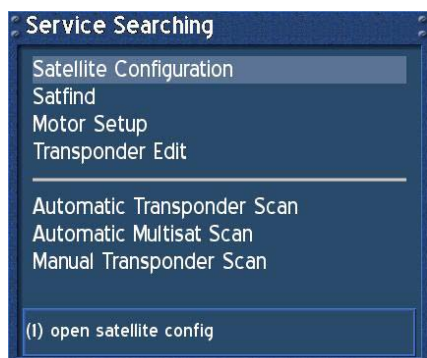 Service Searching
Satellite Configuration
Satfind
Motor Setup
Transponder Edit
Automatic Transponder Scan
Automatic Multisat Scan
Manual Transponder Scan
(1) open satellite config